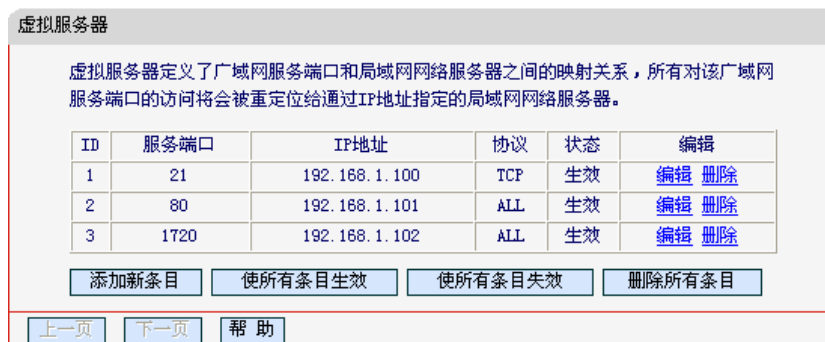 虚拟服务器
虚拟服务器定义了广域网服务端口和局域网网络服务器之间的映射关系，所有对该广域网
服务端口的访问将会被重定位给通过IP地址指定的局域网网络服务器。
ID 服务端口 IP地址 协议 状态 编辑
1 21 192.168.1.100 TCP 生效 编辑 删除
2 80 192.168.1.101 ALL 生效 编辑 删除
3 1720 192.168.1.102 ALL 生效 编辑 删除
添加新条目 使所有条目生效 使所有条目失效 删除所有条目
上一页 下一页 帮 助